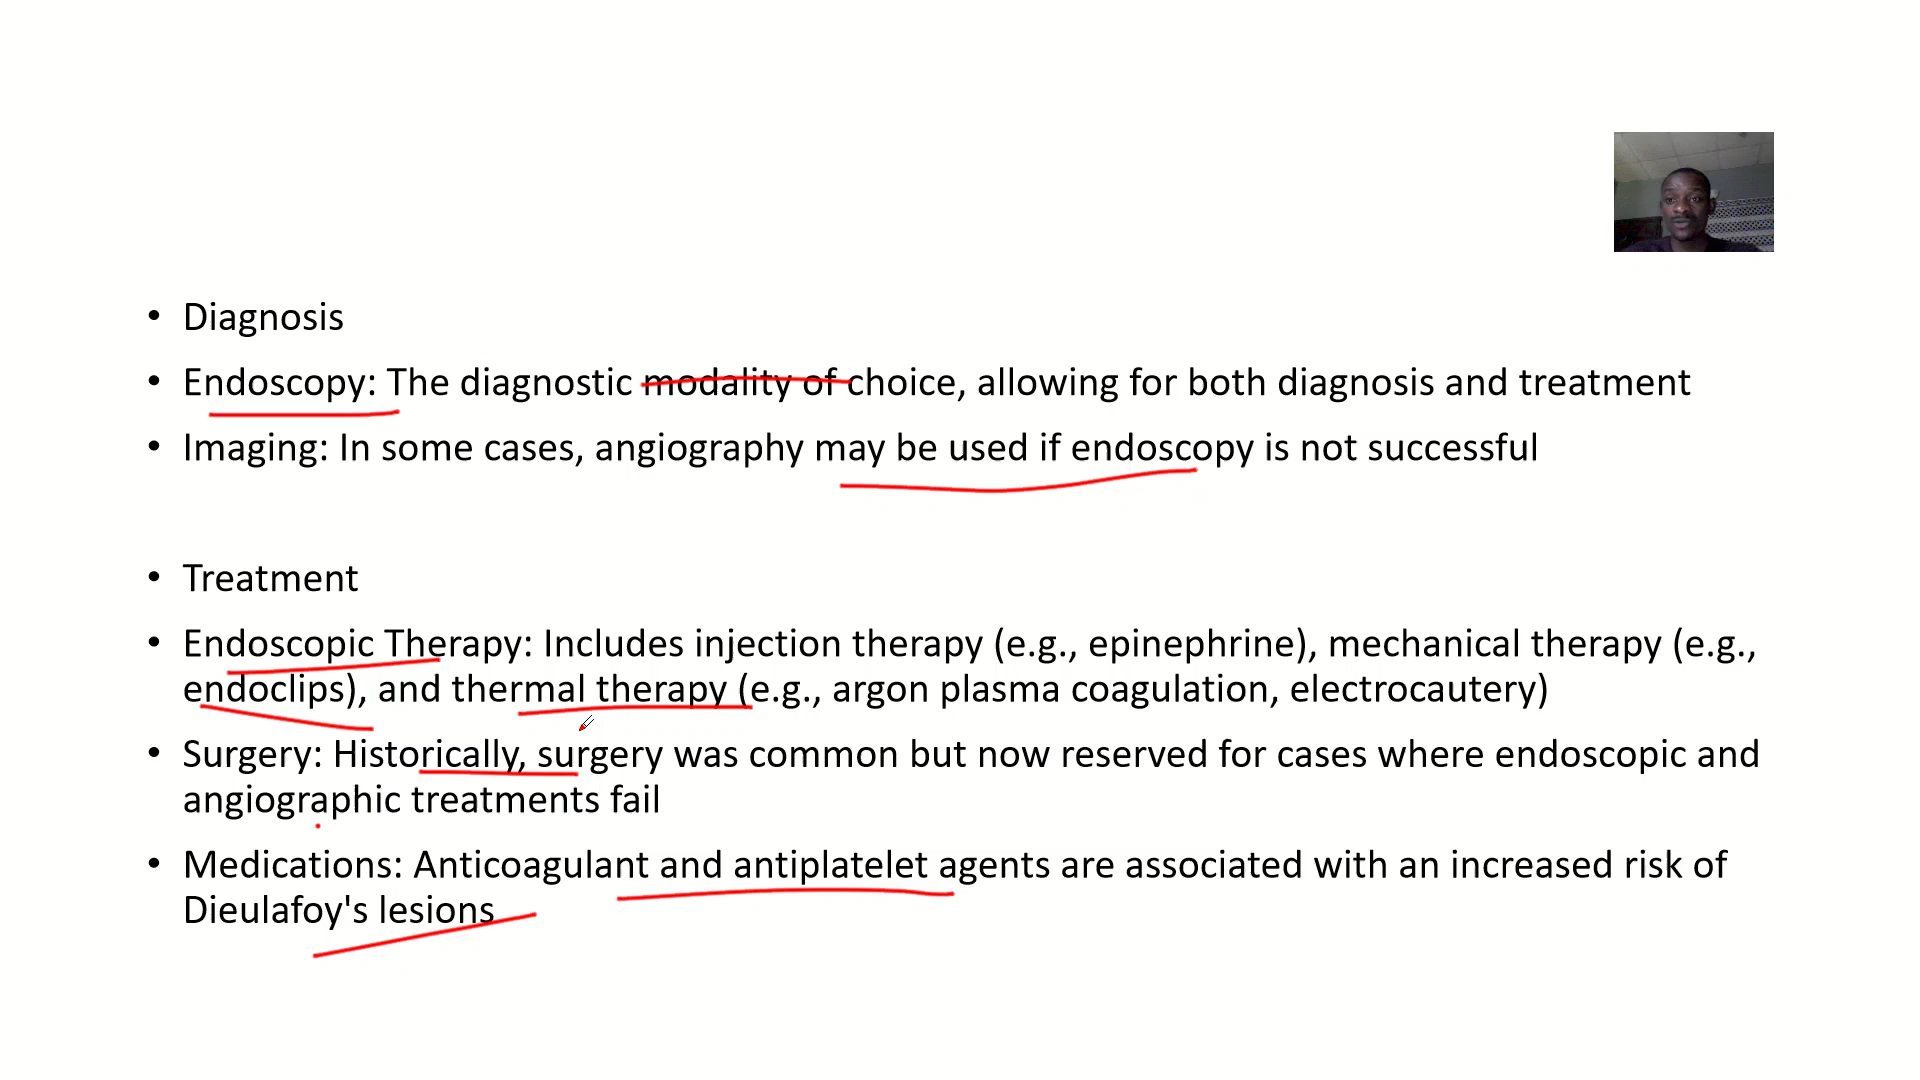 • Diagnosis
• Endoscopy: The diagnostic modality of choice, allowing for both diagnosis and treatment
• Imaging: In some cases, angiography may be used if endoscopy is not successful
• Treatment
• Endoscopic Therapy: Includes injection therapy (e.g., epinephrine), mechanical therapy (e.g.,
endoclips), and thermal therapy (e.g., argon plasma coagulation, electrocautery)
• Surgery: Historically, surgery was common but now reserved for cases where endoscopic and
angiographic treatments fail
• Medications: Anticoagulant and antiplatelet agents are associated with an increased risk of
Dieulafoy's lesions